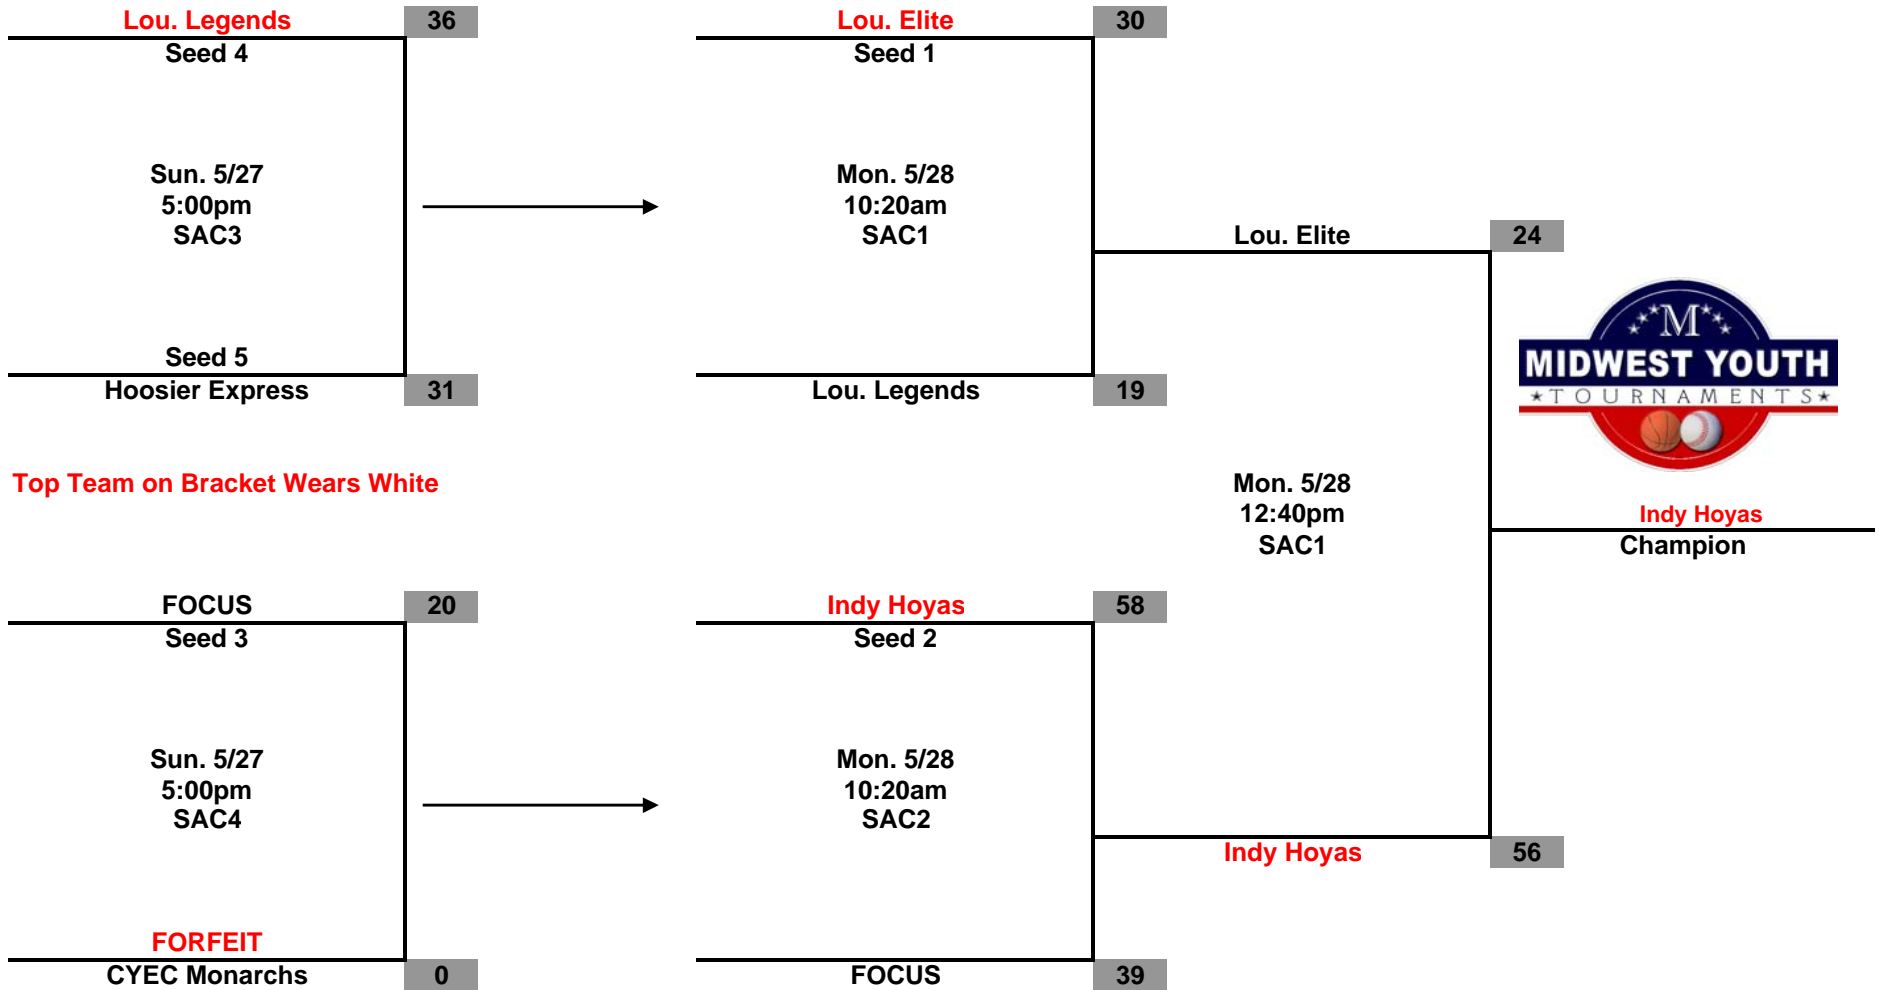 Lou. Legends 36
Seed 4
Sun. 5/27
5:00pm
SAC3
Seed 5
Hoosier Express 31
Lou. Elite 30
Seed 1
Mon. 5/28
10:20am
SAC1
Lou. Legends 19
Top Team on Bracket Wears White
FOCUS 20
Seed 3
Sun. 5/27
5:00pm
SAC4
FORFEIT
CYEC Monarchs 0
Indy Hoyas 58
Seed 2
Mon. 5/28
10:20am
SAC2
FOCUS 39
Lou. Elite 24
Mon. 5/28
12:40pm
SAC1
Indy Hoyas 56
M
MIDWEST YOUTH
TOURNAMENTS
Indy Hoyas
Champion